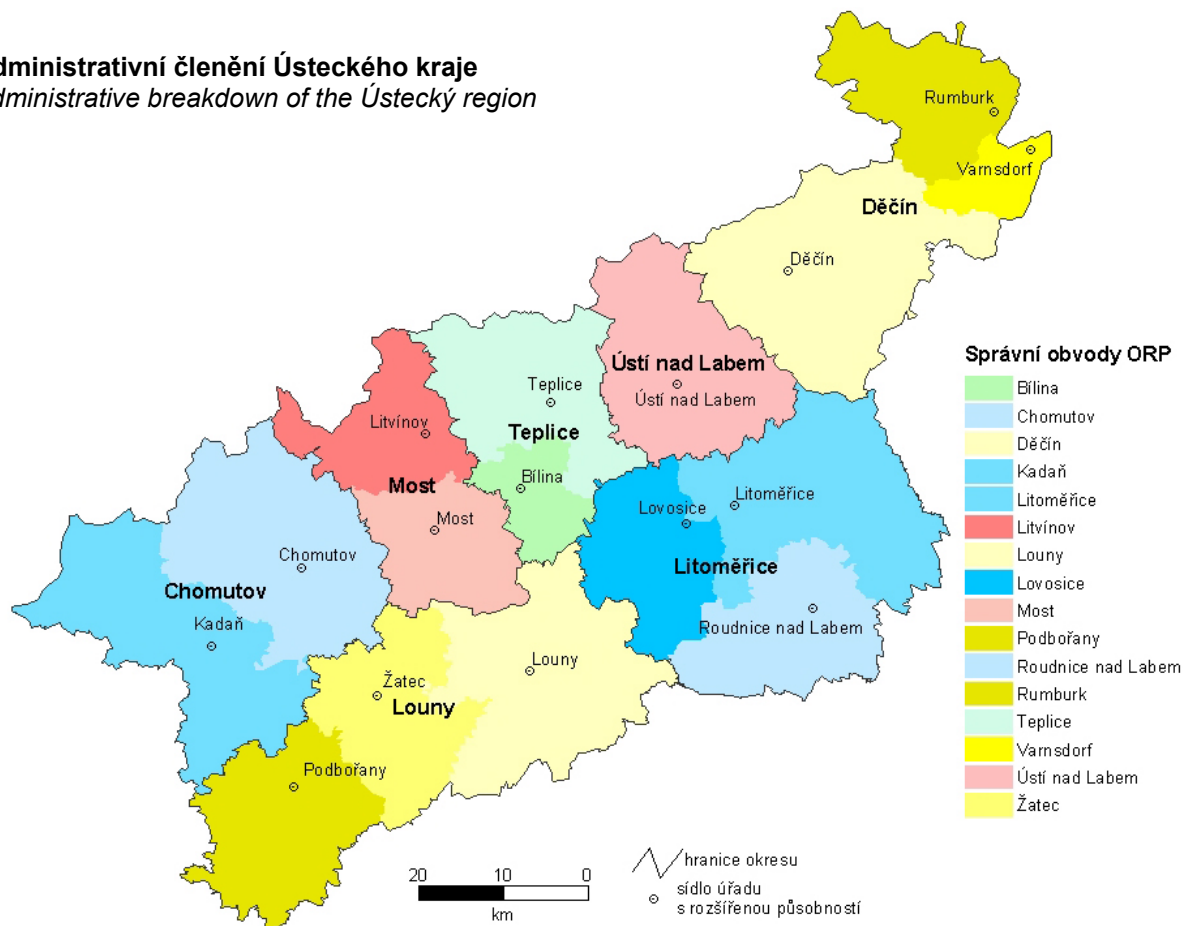 dministrativní členění Ústeckého kraje
dministrative breakdown of the Ústecký region
Rumburk
Varnsdorf
Děčín
Děčín
Ústí nad Labem
Ústí nad Labem
Teplice
Teplice
Litvínov
Most
Bílina
Most
Litoměřice
Lovosice
Litoměřice
Roudnice nad Labem
Chomutov
Chomutov
Kadaň
Louny
Žatec
Louny
Podbořany
Správní obvody ORP
Bílina
Chomutov
Děčín
Kadaň
Litoměřice
Litvínov
Louny
Lovosice
Most
Podbořany
Roudnice nad Labem
Rumburk
Teplice
Varnsdorf
Ústí nad Labem
Žatec
20 10 0
km
hranice okresu
sídlo úřadu
s rozšířenou působností